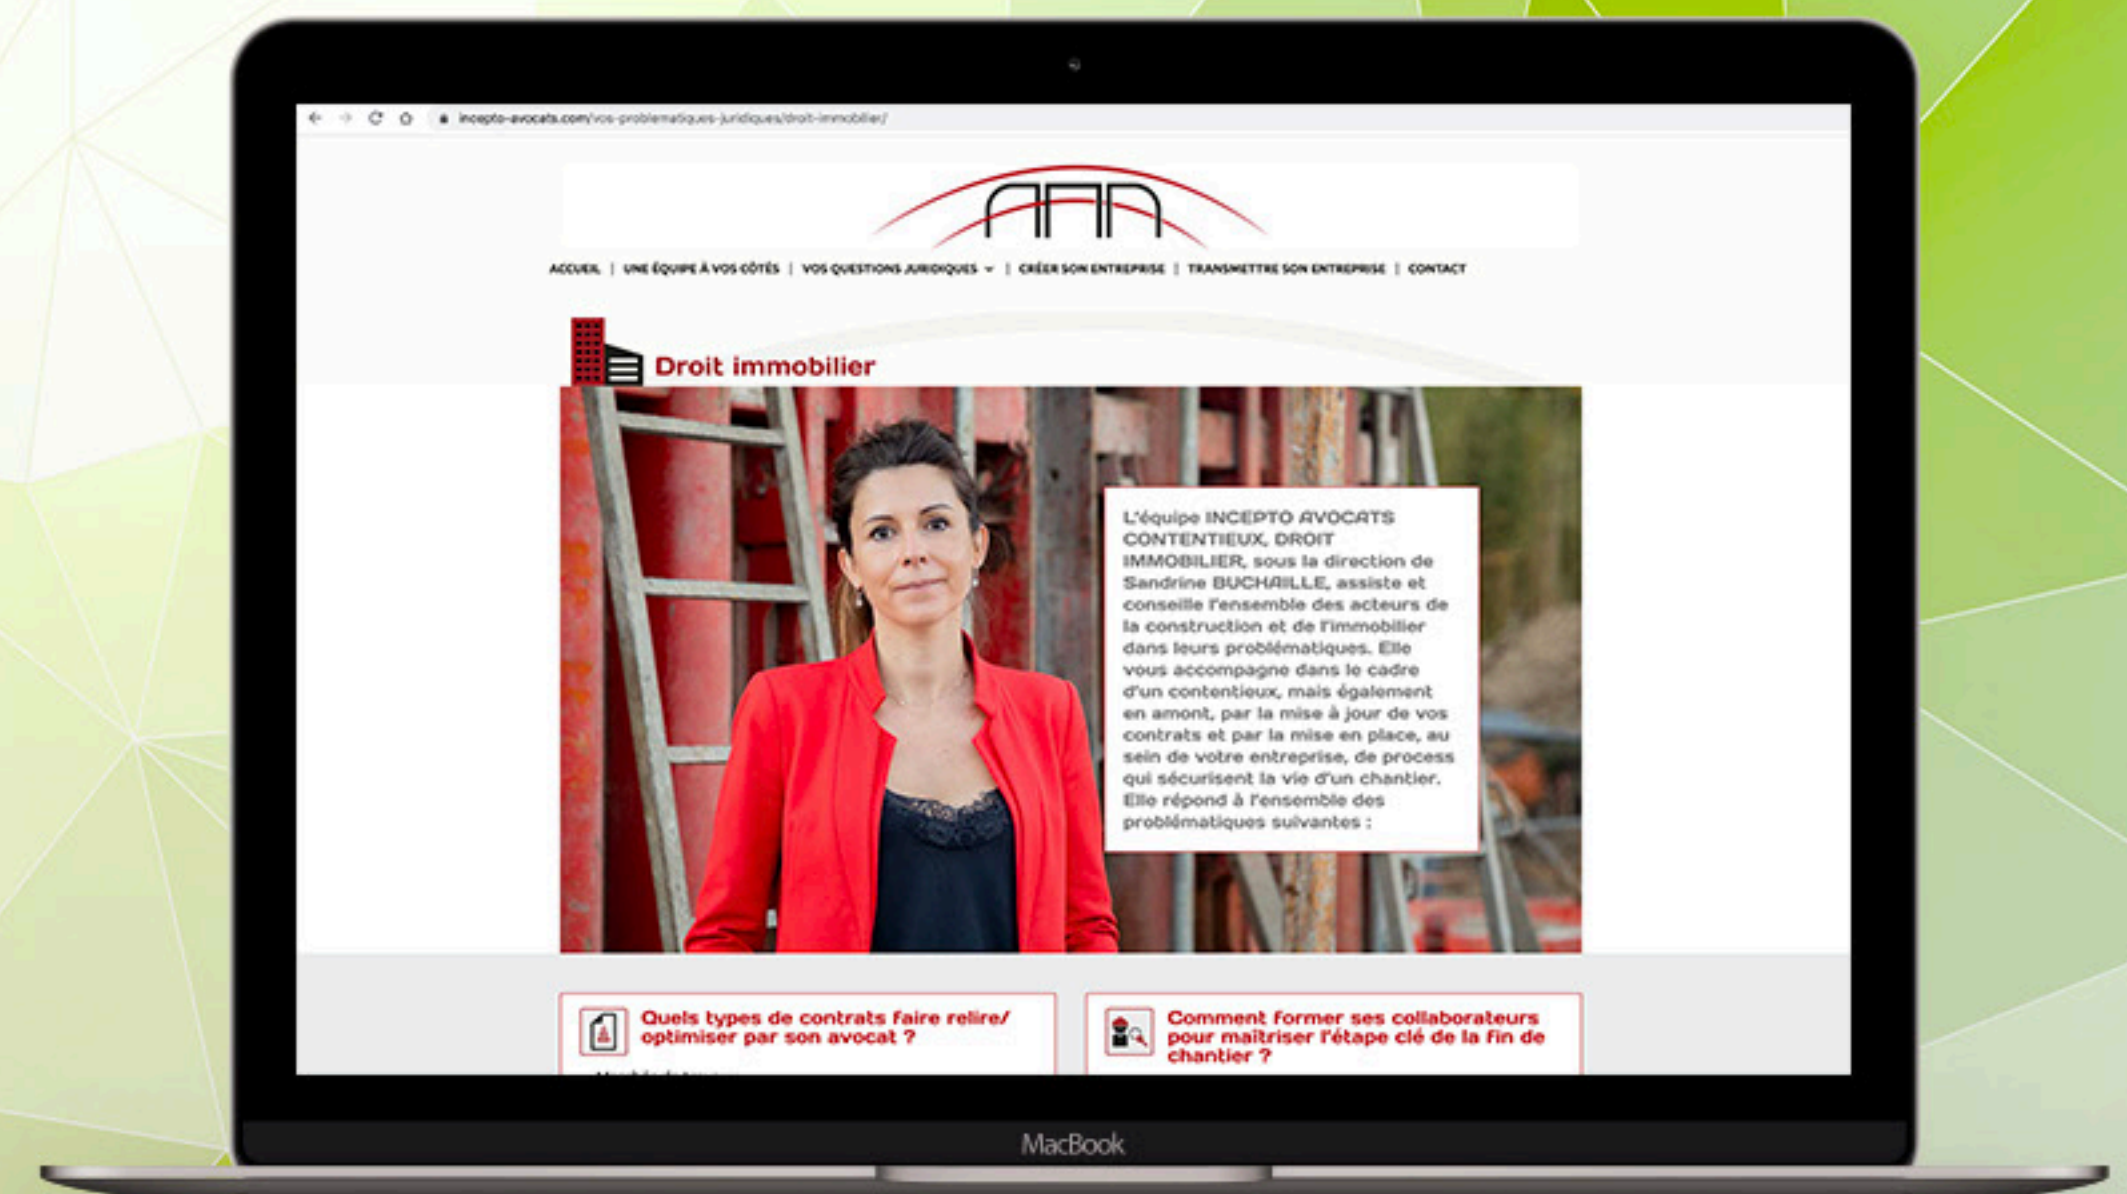 incepto-avocats.com/vos-problematiques-juridiques/droit-immobilier/
ACCUEIL | UNE ÉQUIPE À VOS CÔTÉS | VOS QUESTIONS JURIDIQUES | CRÉER SON ENTREPRISE | TRANSMETTRE SON ENTREPRISE | CONTACT
Droit immobilier
L'équipe INCEPTO AVOCATS
CONTENTIEUX, DROIT
IMMOBILIER, sous la direction de
Sandrine BUCHAILLE, assiste et
conseille l'ensemble des acteurs de
la construction et de l'immobilier
dans leurs problématiques. Elle
vous accompagne dans le cadre
d'un contentieux, mais également
en amont, par la mise à jour de vos
contrats et par la mise en place, au
sein de votre entreprise, de process
qui sécurisent la vie d'un chantier.
Elle répond à l'ensemble des
problématiques suivantes :
Quels types de contrats faire relire/
optimiser par son avocat ?
Comment former ses collaborateurs
pour maîtriser l'étape clé de la fin de
chantier ?
MacBook